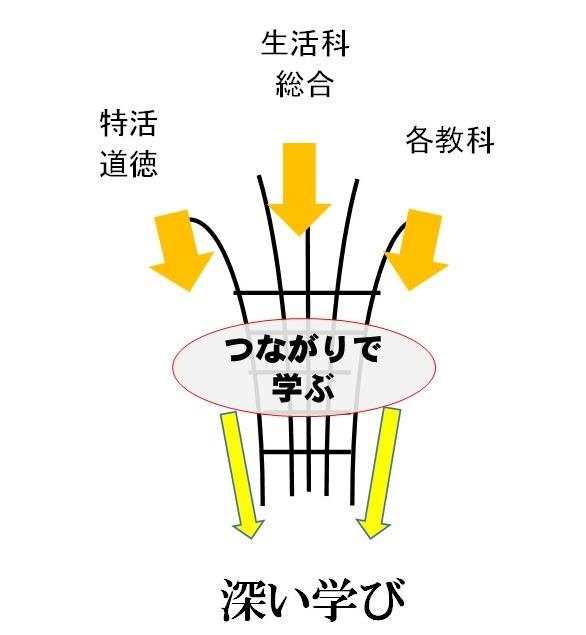 生活科
総合
特活
道徳
各教科
つながりで
学ぶ
深い学び